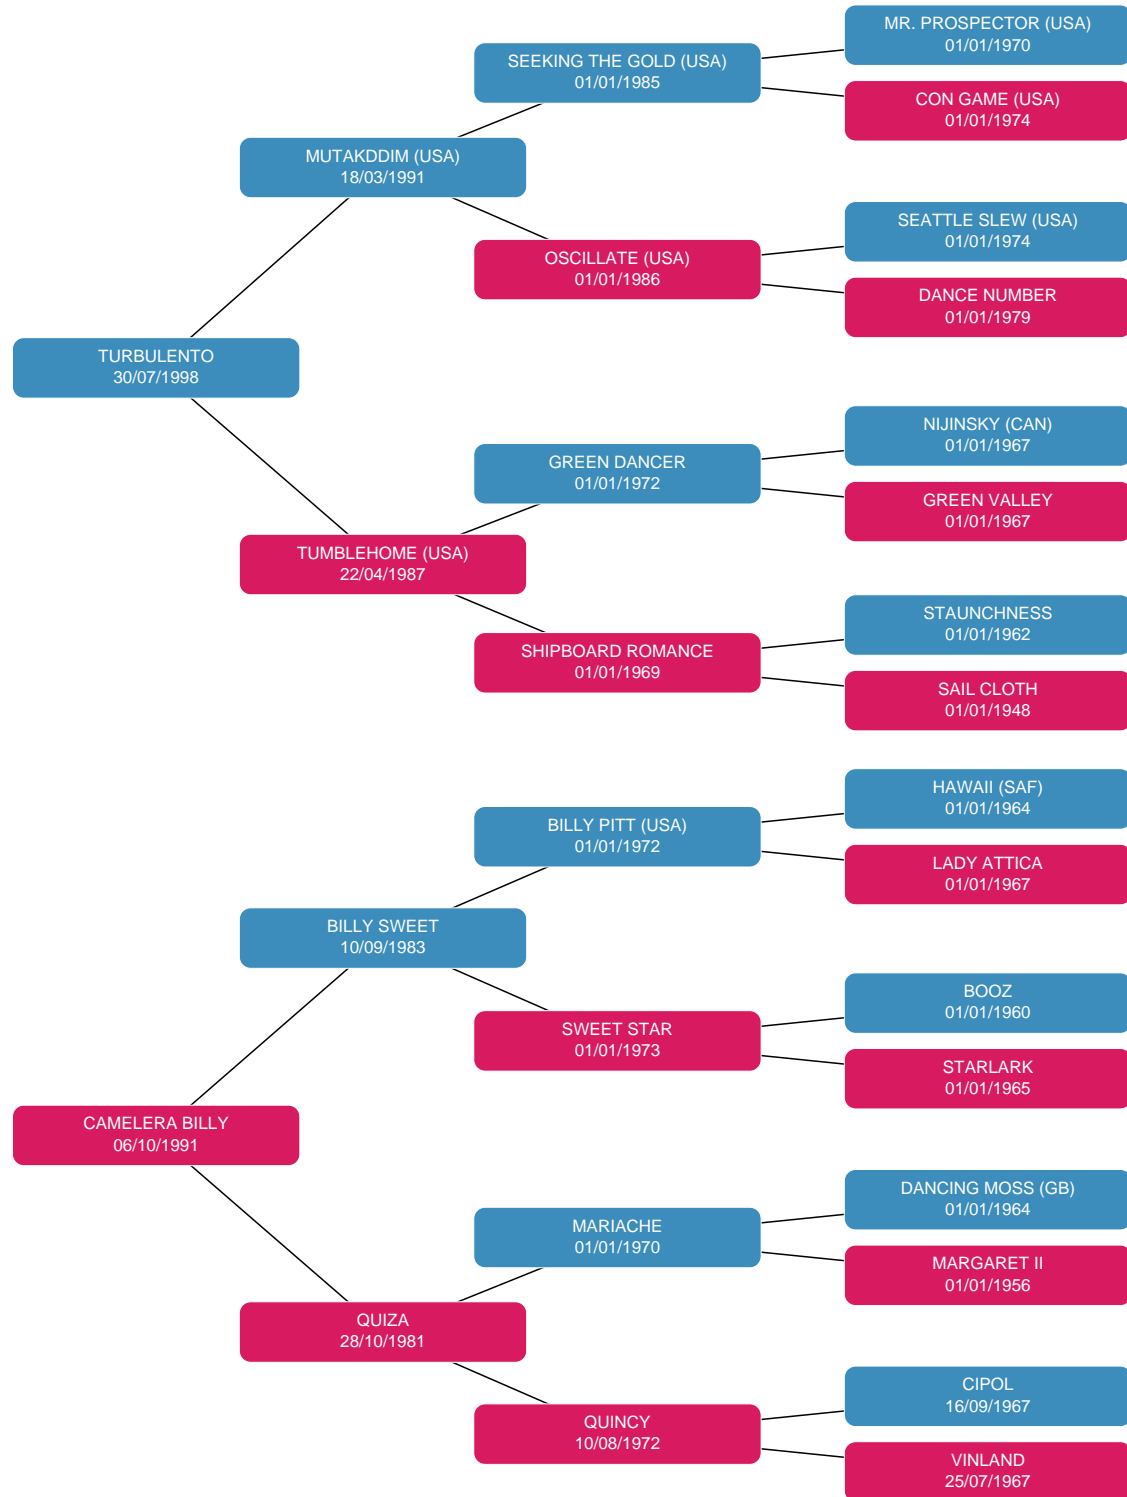 MR. PROSPECTOR (USA)
01/01/1970
SEEKING THE GOLD (USA)
01/01/1985
CON GAME (USA)
01/01/1974
MUTAKDDIM (USA)
18/03/1991
SEATTLE SLEW (USA)
01/01/1974
OSCILLATE (USA)
01/01/1986
DANCE NUMBER
01/01/1979
TURBULENTO
30/07/1998
NIJINSKY (CAN)
01/01/1967
GREEN DANCER
01/01/1972
GREEN VALLEY
01/01/1967
TUMBLEHOME (USA)
22/04/1987
STAUNCHNESS
01/01/1962
SHIPBOARD ROMANCE
01/01/1969
SAIL CLOTH
01/01/1948
HAWAII (SAF)
01/01/1964
BILLY PITT (USA)
01/01/1972
LADY ATTICA
01/01/1967
BILLY SWEET
10/09/1983
BOOZ
01/01/1960
SWEET STAR
01/01/1973
STARLARK
01/01/1965
CAMELERA BILLY
06/10/1991
DANCING MOSS (GB)
01/01/1964
MARIACHE
01/01/1970
MARGARET II
01/01/1956
QUIZA
28/10/1981
CIPOL
16/09/1967
QUINCY
10/08/1972
VINLAND
25/07/1967